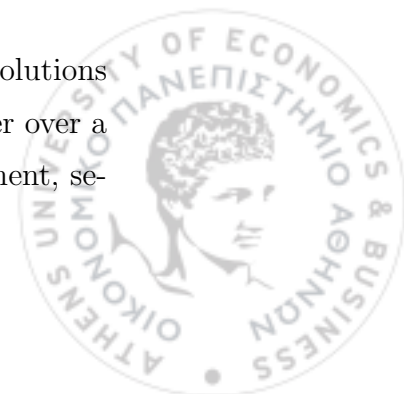 olutions
er over a
ment, se-
ATHENS UNIVERSITY OF ECONOMICS & BUSINESS
ΟΙΚΟΝΟΜΙΚΟ ΠΑΝΕΠΙΣΤΗΜΙΟ ΑΘΗΝΩΝ